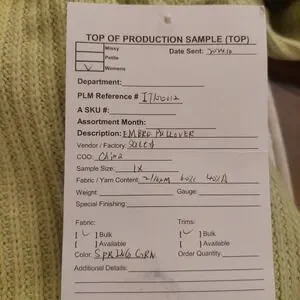 TOP OF PRODUCTION SAMPLE (TOP)
Missy
Petite
Womens
Date Sent:
Department:
PLM Reference #
A SKU #:
Assortment Month:
Description: EMBRD. PULLOVER
Vendor / Factory:
COO: China
Sample Size: 1X
Fabric / Yarn Content:
Weight: Gauge:
Special Finishing:
Fabric: Trims:
[ ✓ ] Bulk [ ✓ ] Bulk
[ ] Available [ ] Available
Color: SPRING GRN Order Quantity:
Additional Details: